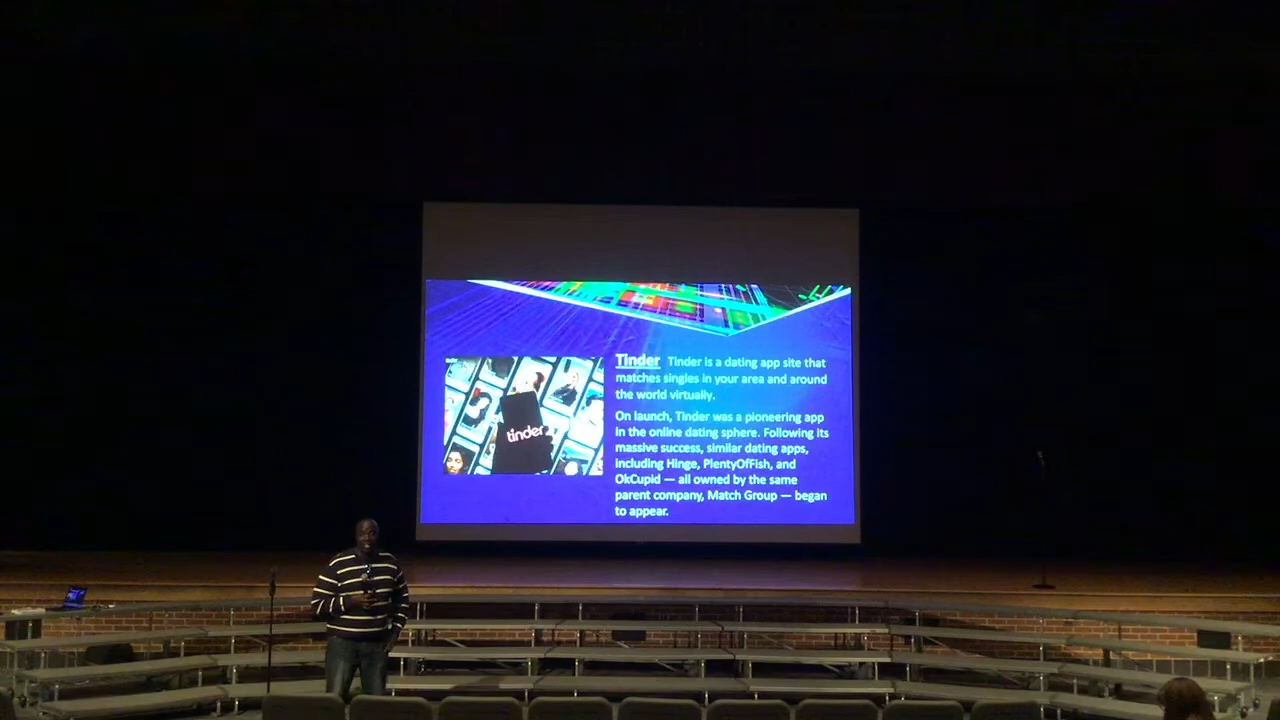 Tinder Tinder is a dating app site that
matches singles in your area and around
the world virtually.
On launch, Tinder was a pioneering app
in the online dating sphere. Following its
massive success, similar dating apps,
including Hinge, PlentyOfFish, and
OkCupid — all owned by the same
parent company, Match Group — began
to appear.
tinder